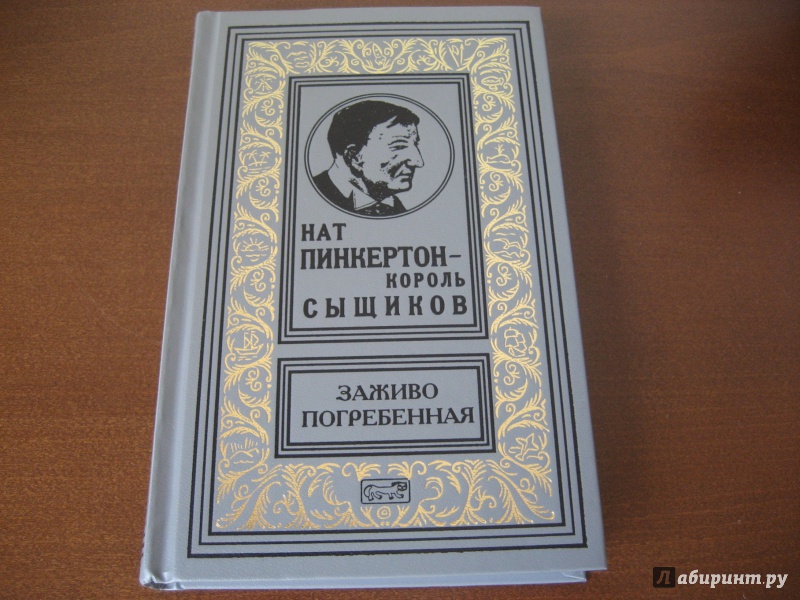 НАТ
ПИНКЕРТОН-
КОРОЛЬ
СЫЩИКОВ
ЗАЖИВО
ПОГРЕБЕННАЯ
Лабиринт.ру